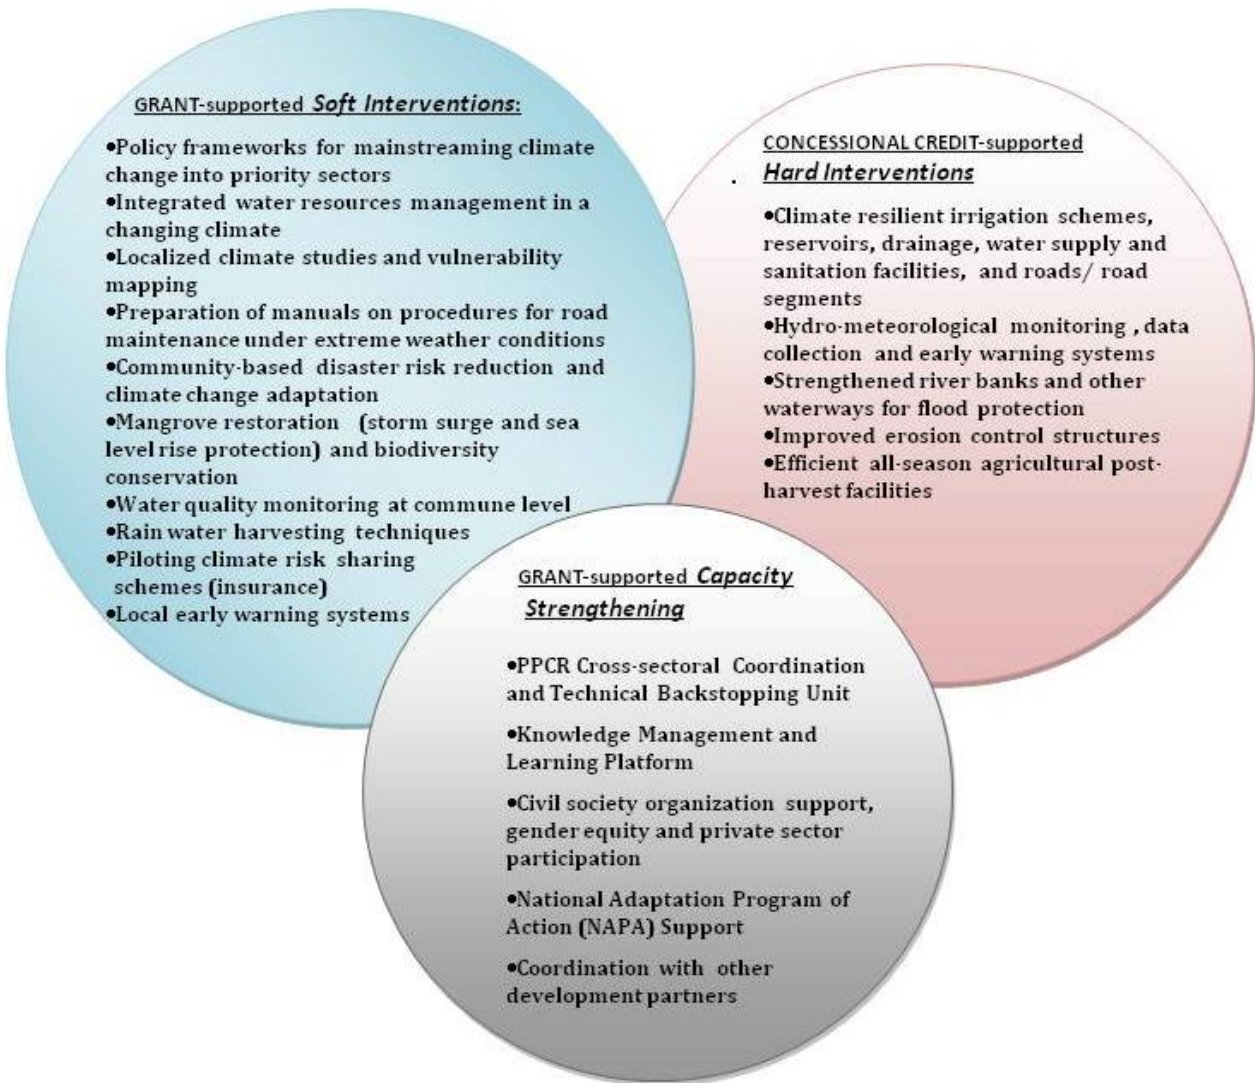 GRANT-supported Soft Interventions:
•Policy frameworks for mainstreaming climate
change into priority sectors
•Integrated water resources management in a
changing climate
•Localized climate studies and vulnerability
mapping
•Preparation of manuals on procedures for road
maintenance under extreme weather conditions
•Community-based disaster risk reduction and
climate change adaptation
•Mangrove restoration (storm surge and sea
level rise protection) and biodiversity
conservation
•Water quality monitoring at commune level
•Rain water harvesting techniques
•Piloting climate risk sharing
schemes (insurance)
•Local early warning systems
CONCESSIONAL CREDIT-supported
. Hard Interventions
•Climate resilient irrigation schemes,
reservoirs, drainage, water supply and
sanitation facilities, and roads/ road
segments
•Hydro-meteorological monitoring , data
collection and early warning systems
•Strengthened river banks and other
waterways for flood protection
•Improved erosion control structures
•Efficient all-season agricultural post-
harvest facilities
GRANT-supported Capacity
Strengthening
•PPCR Cross-sectoral Coordination
and Technical Backstopping Unit
•Knowledge Management and
Learning Platform
•Civil society organization support,
gender equity and private sector
participation
•National Adaptation Program of
Action (NAPA) Support
•Coordination with other
development partners